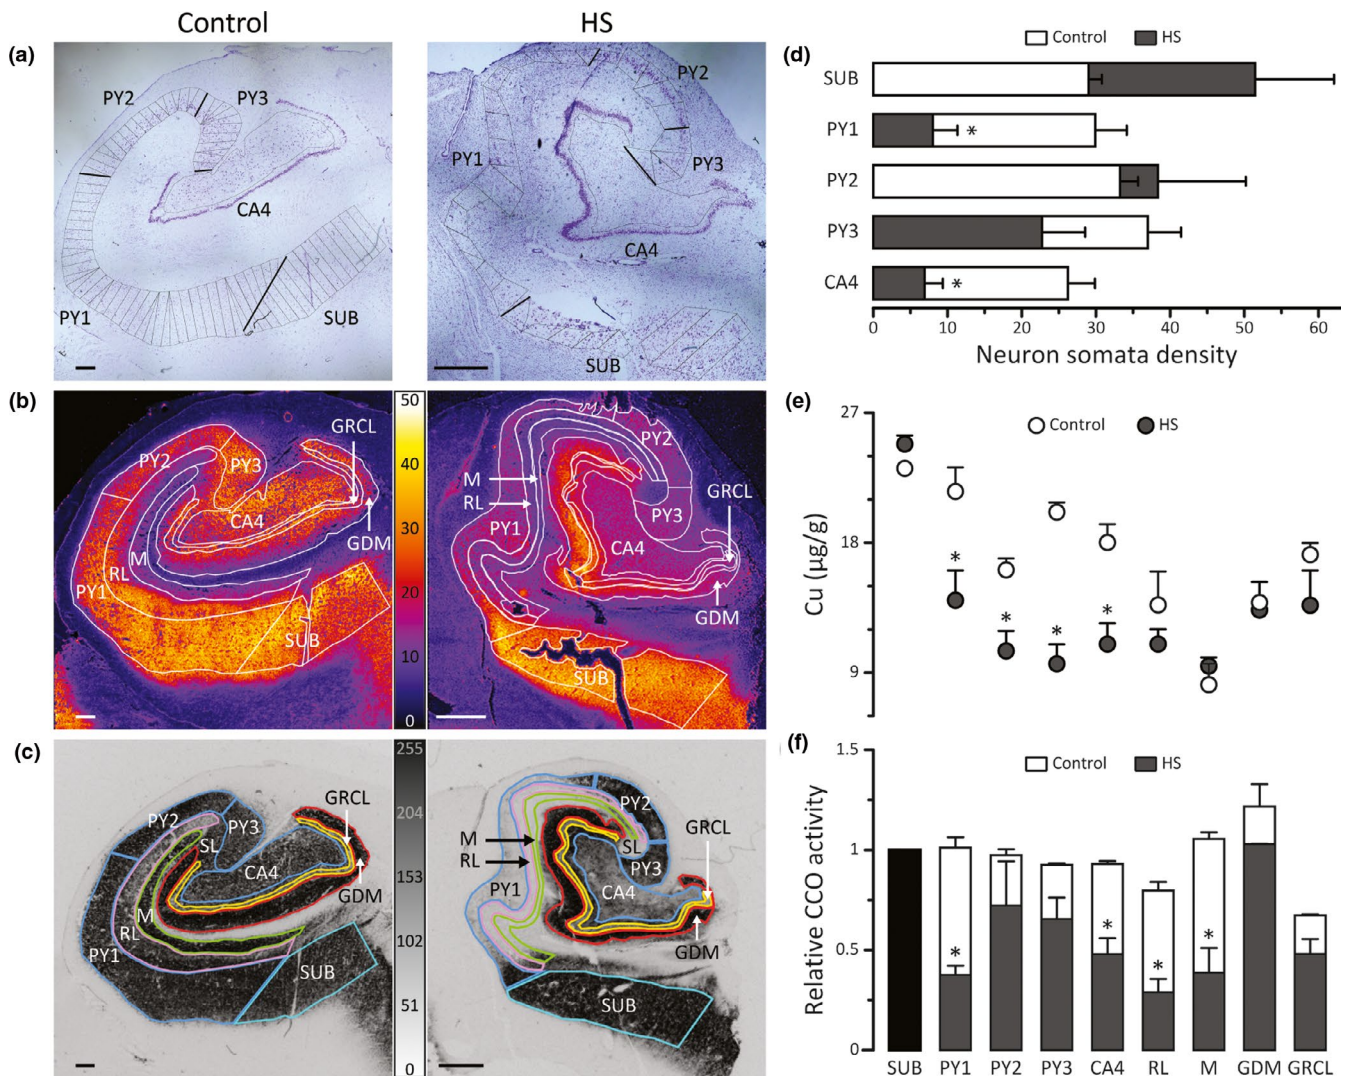 Control
HS
(a)
PY2
PY3
CA4
PY1
SUB
PY2
PY1
PY3
CA4
SUB
(b)
50
40
30
20
10
0
GRCL
PY2
PY3
CA4
M
RL
PY1
GDM
SUB
PY2
M
RL
GRCL
PY3
PY1
CA4
GDM
SUB
(c)
255
204
153
102
51
0
GRCL
PY2
PY3
SL
CA4
GDM
M
RL
PY1
SUB
PY2
GRCL
M
SL
RL
PY3
PY1
CA4
GDM
SUB
(d)
Control HS
SUB
PY1 *
PY2
PY3
CA4 *
0 10 20 30 40 50 60
Neuron somata density
(e)
27
18
9
Cu (µg/g)
Control HS
* * * *
(f)
1.5
1
0.5
0
Relative CCO activity
Control HS
* * * *
SUB PY1 PY2 PY3 CA4 RL M GDM GRCL